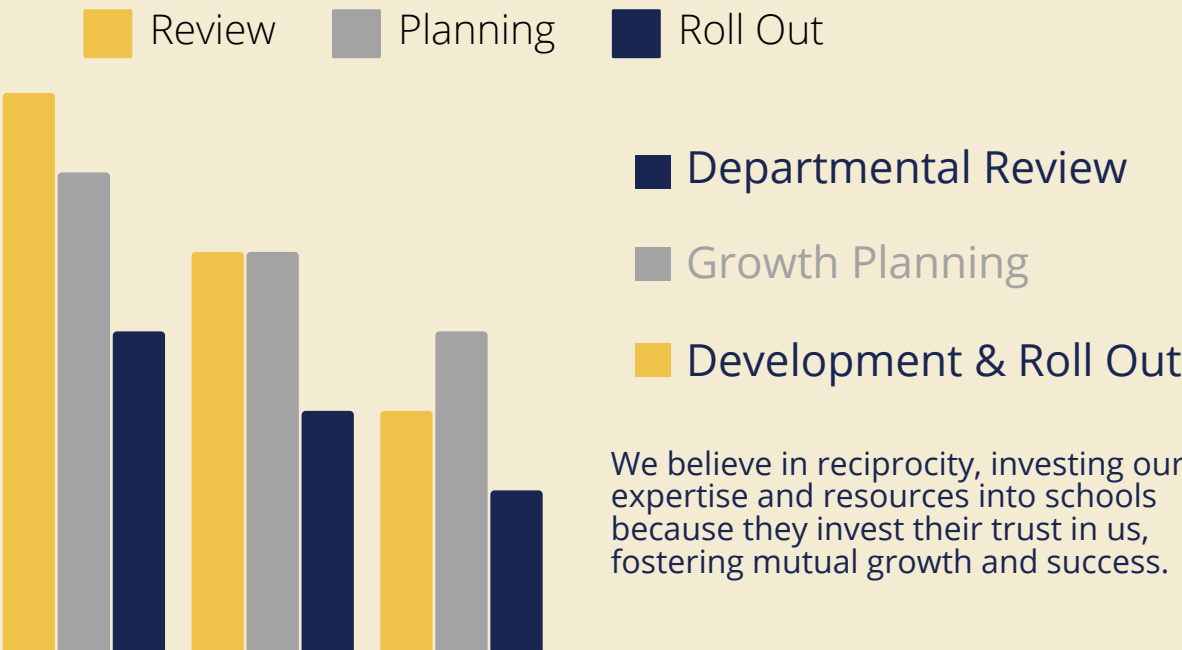 Review Planning Roll Out
Departmental Review
Growth Planning
Development & Roll Out
We believe in reciprocity, investing our
expertise and resources into schools
because they invest their trust in us,
fostering mutual growth and success.